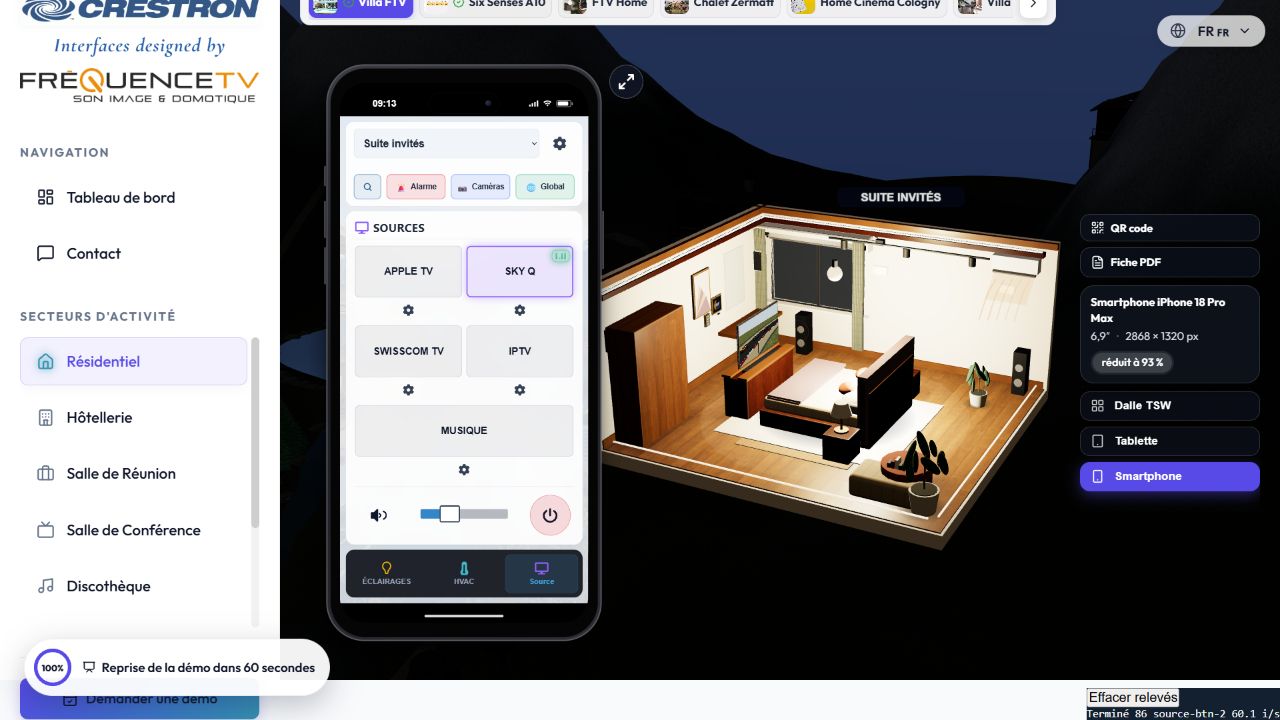 CRESTRON
Interfaces designed by
FRÉQUENCETV
SON IMAGE & DOMOTIQUE
NAVIGATION
Tableau de bord
Contact
SECTEURS D'ACTIVITÉ
Résidentiel
Hôtellerie
Salle de Réunion
Salle de Conférence
Discothèque
100% Reprise de la démo dans 60 secondes
Demander une démo
Villa FTV Six Senses A10 FTV Home Chalet Zermatt Home Cinema Cologny Villa
FR FR
09:13
Suite invités
Alarme Caméras Global
SOURCES
APPLE TV SKY Q
SWISSCOM TV IPTV
MUSIQUE
ÉCLAIRAGES HVAC Source
SUITE INVITÉS
QR code
Fiche PDF
Smartphone iPhone 18 Pro
Max
6,9" · 2868 × 1320 px
réduit à 93 %
Dalle TSW
Tablette
Smartphone
Effacer relevés
Terminé 86 source-btn-2 60.1 i/s